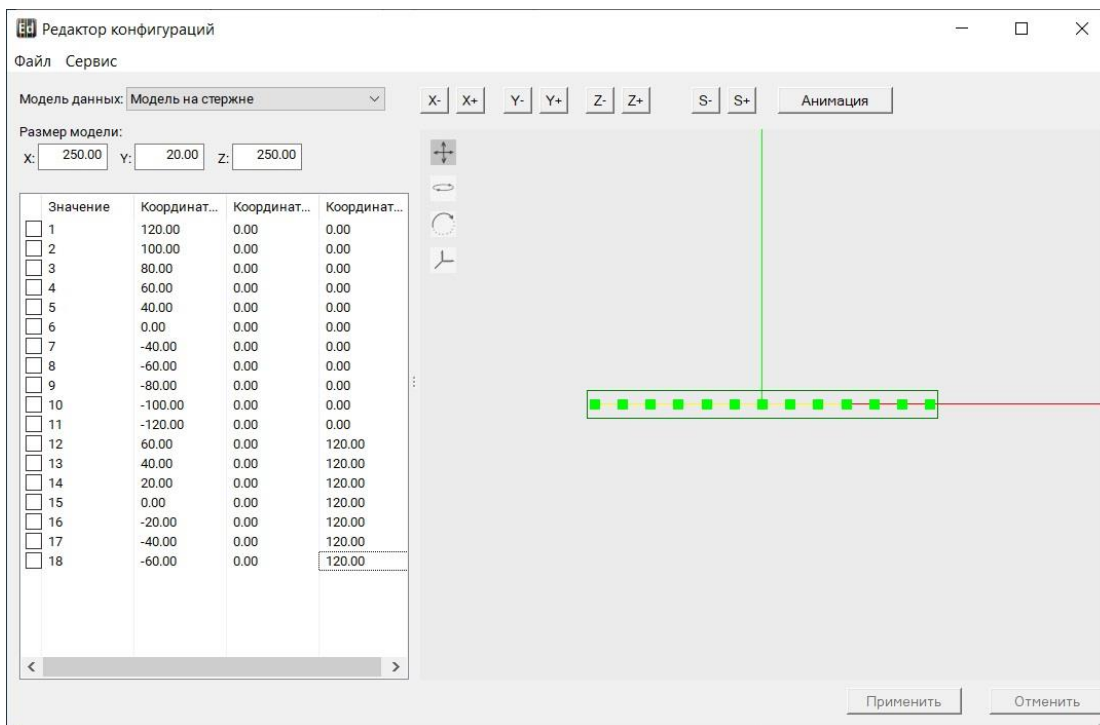 Ed Редактор конфигураций
Файл Сервис
Модель данных: Модель на стержне
X- X+ Y- Y+ Z- Z+ S- S+ Анимация
Размер модели:
X: 250.00 Y: 20.00 Z: 250.00
Значение Координат... Координат... Координат...
1 120.00 0.00 0.00
2 100.00 0.00 0.00
3 80.00 0.00 0.00
4 60.00 0.00 0.00
5 40.00 0.00 0.00
6 0.00 0.00 0.00
7 -40.00 0.00 0.00
8 -60.00 0.00 0.00
9 -80.00 0.00 0.00
10 -100.00 0.00 0.00
11 -120.00 0.00 0.00
12 60.00 0.00 120.00
13 40.00 0.00 120.00
14 20.00 0.00 120.00
15 0.00 0.00 120.00
16 -20.00 0.00 120.00
17 -40.00 0.00 120.00
18 -60.00 0.00 120.00
Применить Отменить